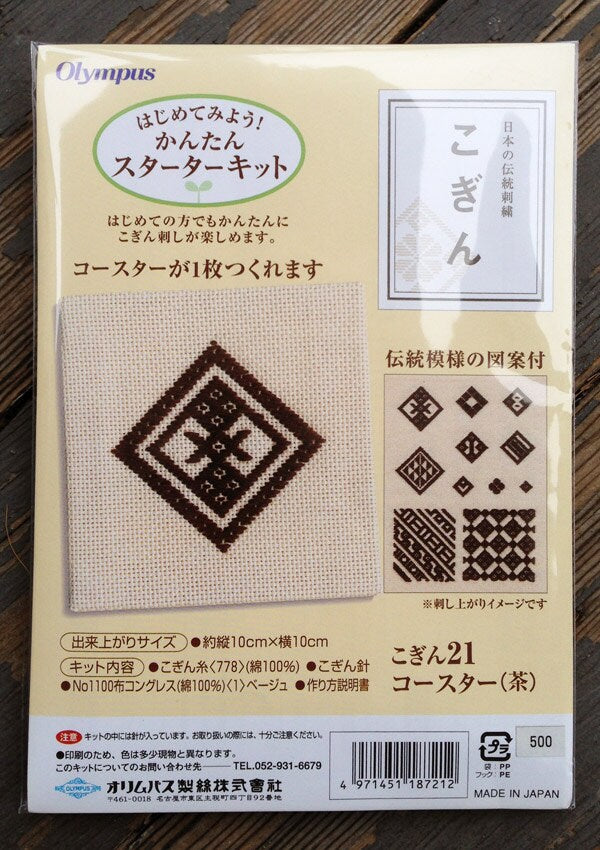 Olympus
はじめてみよう!
かんたん
スターターキット
はじめての方でもかんたんに
こぎん刺しが楽しめます。
コースターが1枚つくれます
日本の伝統刺繍
こぎん
伝統模様の図案付
※刺し上がりイメージです
出来上がりサイズ ●約縦10cm×横10cm
キット内容 ●こぎん糸〈778〉(綿100%) ●こぎん針
●No1100布コングレス(綿100%)〈1〉ベージュ ●作り方説明書
こぎん21
コースター(茶)
注意 キットの中には針が入っています。お取り扱いの際には、十分ご注意ください。
●印刷のため、色は多少現物と異なります。
このキットについてのお問い合わせ先 TEL.052-931-6679
OLYMPUS オリムパス製絲株式會社
〒461-0018 名古屋市東区主税町四丁目92番地
4 971451 187212
プラ
袋:PP
フック:PE
500
MADE IN JAPAN